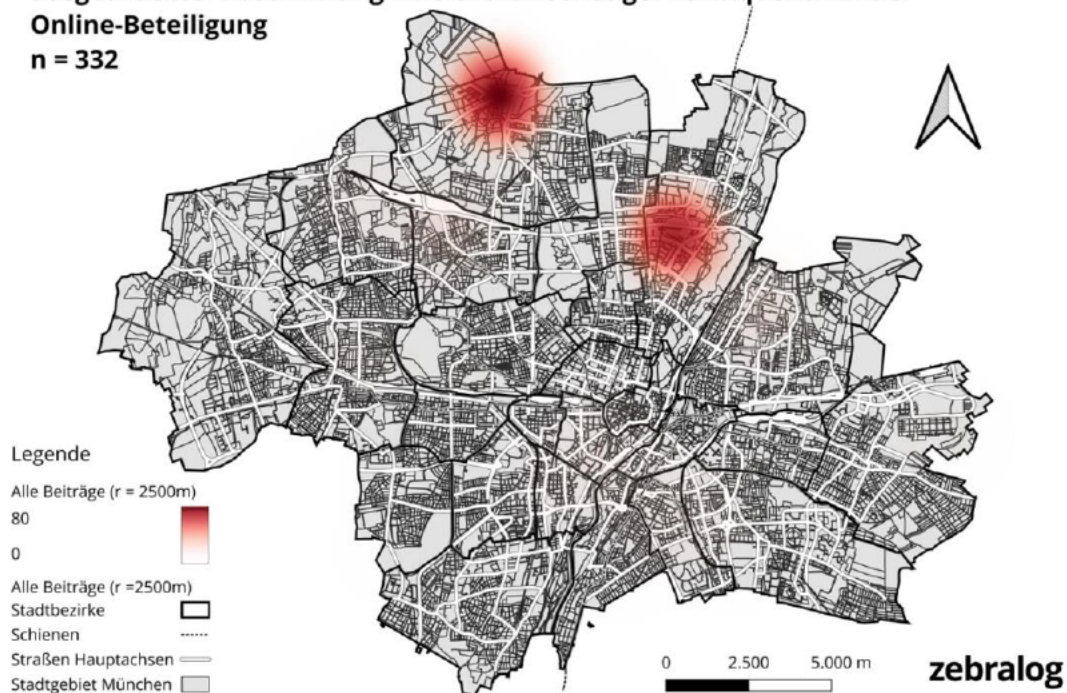 Online-Beteiligung
n = 332
Legende
Alle Beiträge (r = 2500m)
80
0
Alle Beiträge (r =2500m)
Stadtbezirke
Schienen
Straßen Hauptachsen
Stadtgebiet München
0 2.500 5.000 m
zebralog